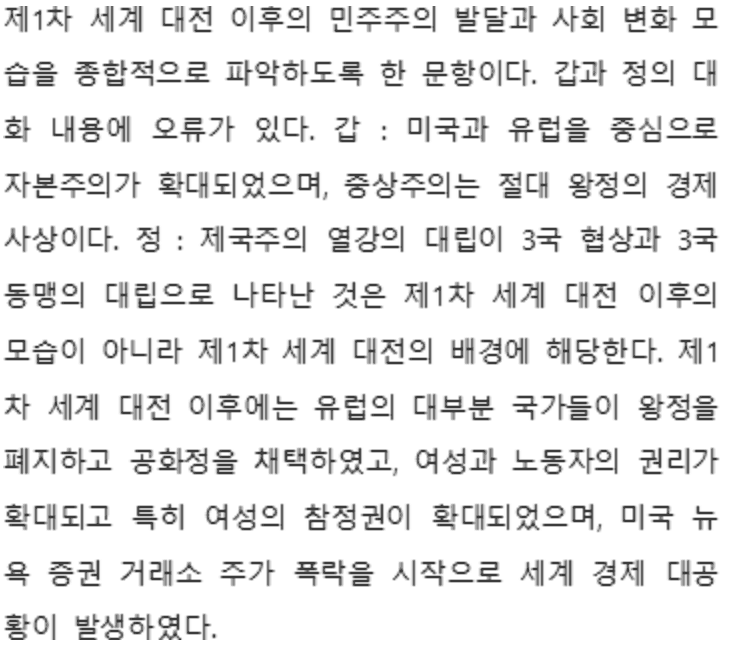 제1차 세계 대전 이후의 민주주의 발달과 사회 변화 모
습을 종합적으로 파악하도록 한 문항이다. 갑과 정의 대
화 내용에 오류가 있다. 갑 : 미국과 유럽을 중심으로
자본주의가 확대되었으며, 중상주의는 절대 왕정의 경제
사상이다. 정 : 제국주의 열강의 대립이 3국 협상과 3국
동맹의 대립으로 나타난 것은 제1차 세계 대전 이후의
모습이 아니라 제1차 세계 대전의 배경에 해당한다. 제1
차 세계 대전 이후에는 유럽의 대부분 국가들이 왕정을
폐지하고 공화정을 채택하였고, 여성과 노동자의 권리가
확대되고 특히 여성의 참정권이 확대되었으며, 미국 뉴
욕 증권 거래소 주가 폭락을 시작으로 세계 경제 대공
황이 발생하였다.